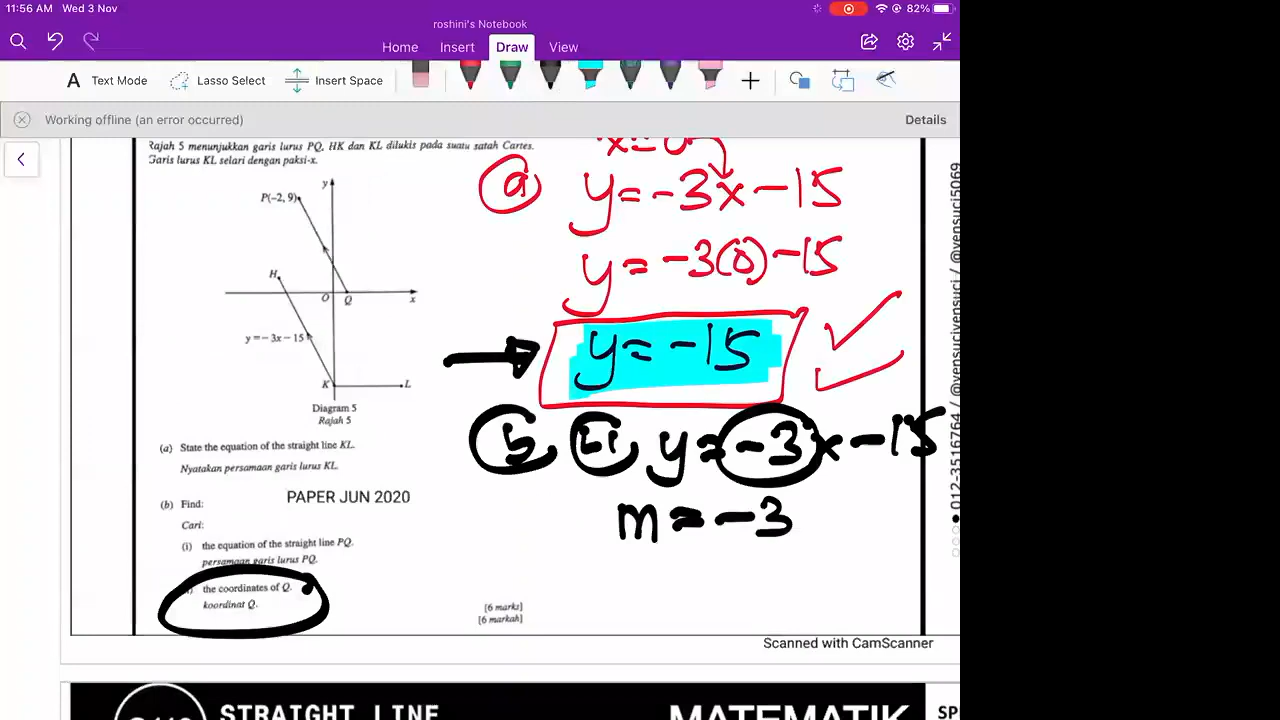 11:56 AM Wed 3 Nov
82%
roshini's Notebook
Home Insert Draw View
A Text Mode Lasso Select Insert Space
Working offline (an error occurred) Details
Rajah 5 menunjukkan garis lurus PQ, HK dan KL dilukis pada suatu satah Cartes.
Garis lurus KL selari dengan paksi-x.
y
P(-2, 9)
H
O Q x
y = - 3x - 15
K L
Diagram 5
Rajah 5
(a) State the equation of the straight line KL.
Nyatakan persamaan garis lurus KL.
PAPER JUN 2020
(b) Find:
Cari:
(i) the equation of the straight line PQ.
persamaan garis lurus PQ.
the coordinates of Q.
koordinat Q.
[6 marks]
[6 markah]
x=0
a y=-3x-15
y=-3(0)-15
y=-15
b y=-3x-15
m=-3
012-3516764 / @vensucivensuci / @vensuci5069
Scanned with CamScanner
STRAIGHT LINE
MATEMATIK
SP